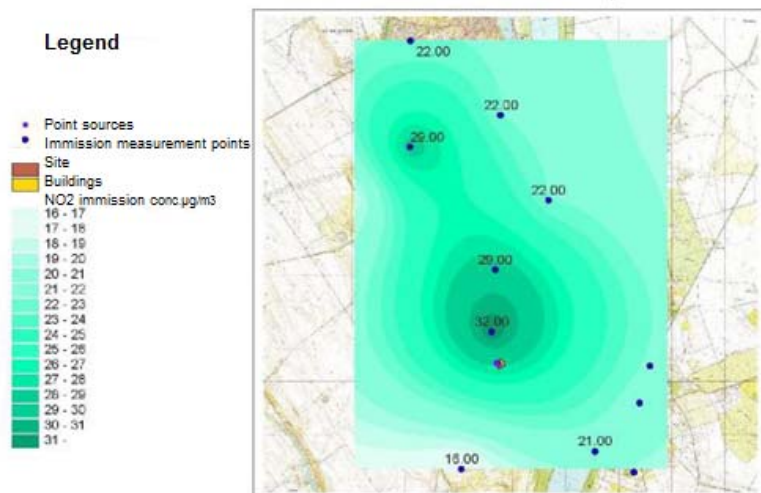 Legend
Point sources
Immission measurement points
Site
Buildings
NO2 immission conc.µg/m3
16 - 17
17 - 18
18 - 19
19 - 20
20 - 21
21 - 22
22 - 23
23 - 24
24 - 25
25 - 26
26 - 27
27 - 28
28 - 29
29 - 30
30 - 31
31 -
22.00
22.00
29.00
22.00
29.00
32.00
21.00
16.00